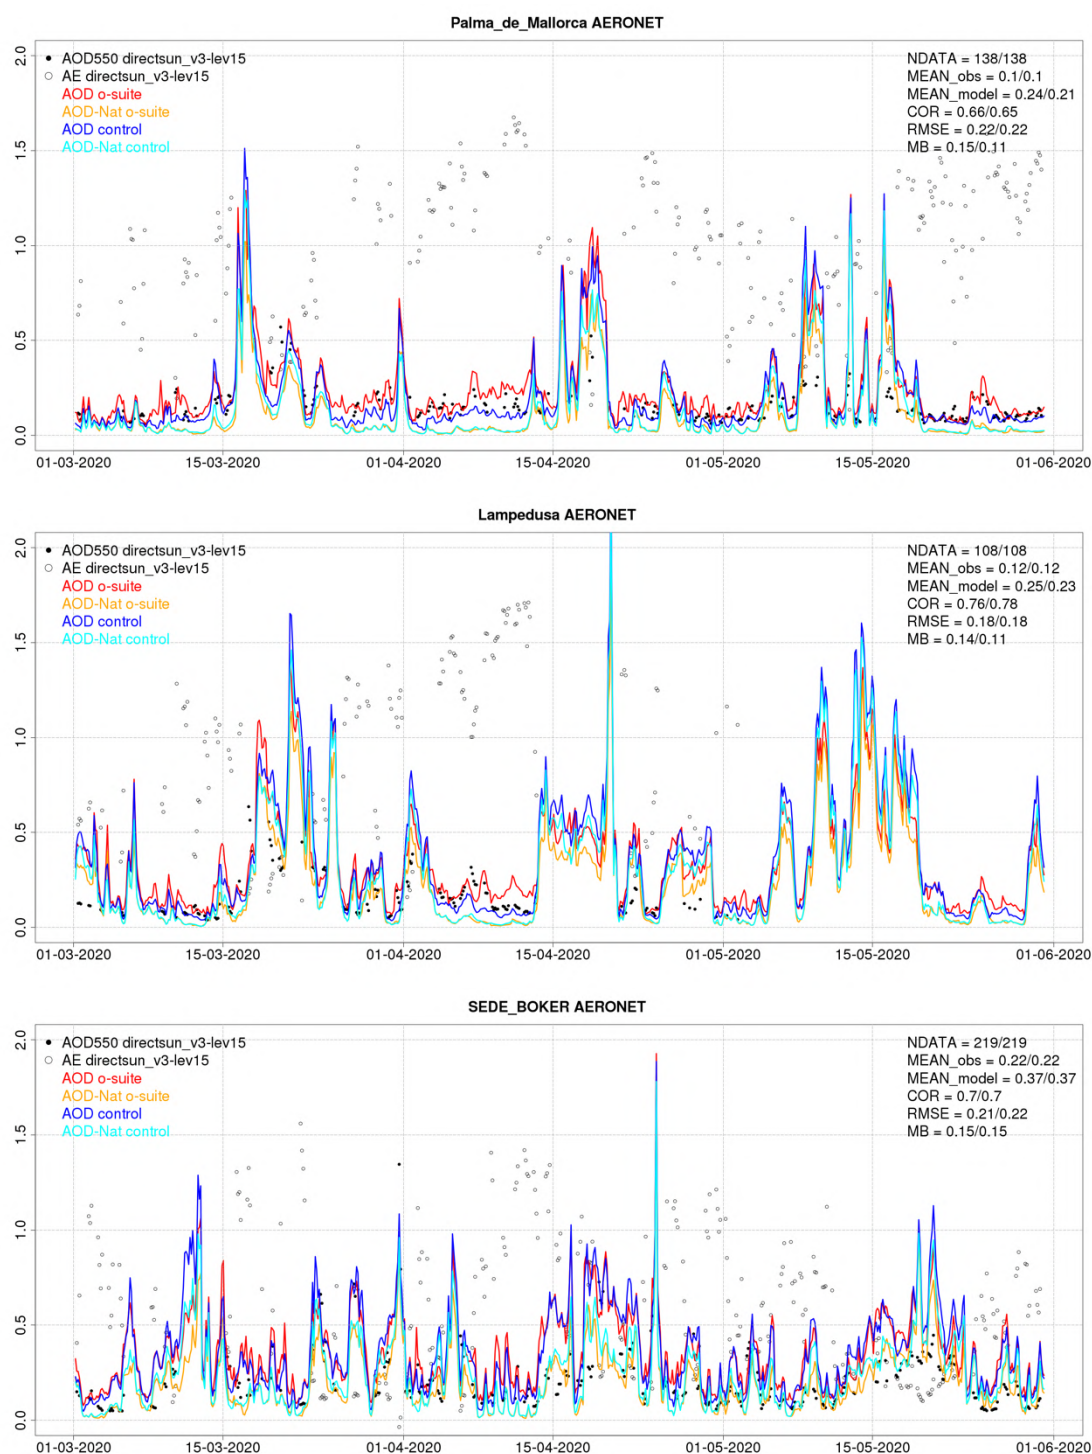 Palma_de_Mallorca AERONET
AOD550 directsun_v3-lev15
AE directsun_v3-lev15
AOD o-suite
AOD-Nat o-suite
AOD control
AOD-Nat control
NDATA = 138/138
MEAN_obs = 0.1/0.1
MEAN_model = 0.24/0.21
COR = 0.66/0.65
RMSE = 0.22/0.22
MB = 0.15/0.11
2.0
1.5
1.0
0.5
0.0
01-03-2020 15-03-2020 01-04-2020 15-04-2020 01-05-2020 15-05-2020 01-06-2020
Lampedusa AERONET
AOD550 directsun_v3-lev15
AE directsun_v3-lev15
AOD o-suite
AOD-Nat o-suite
AOD control
AOD-Nat control
NDATA = 108/108
MEAN_obs = 0.12/0.12
MEAN_model = 0.25/0.23
COR = 0.76/0.78
RMSE = 0.18/0.18
MB = 0.14/0.11
2.0
1.5
1.0
0.5
0.0
01-03-2020 15-03-2020 01-04-2020 15-04-2020 01-05-2020 15-05-2020 01-06-2020
SEDE_BOKER AERONET
AOD550 directsun_v3-lev15
AE directsun_v3-lev15
AOD o-suite
AOD-Nat o-suite
AOD control
AOD-Nat control
NDATA = 219/219
MEAN_obs = 0.22/0.22
MEAN_model = 0.37/0.37
COR = 0.7/0.7
RMSE = 0.21/0.22
MB = 0.15/0.15
2.0
1.5
1.0
0.5
0.0
01-03-2020 15-03-2020 01-04-2020 15-04-2020 01-05-2020 15-05-2020 01-06-2020